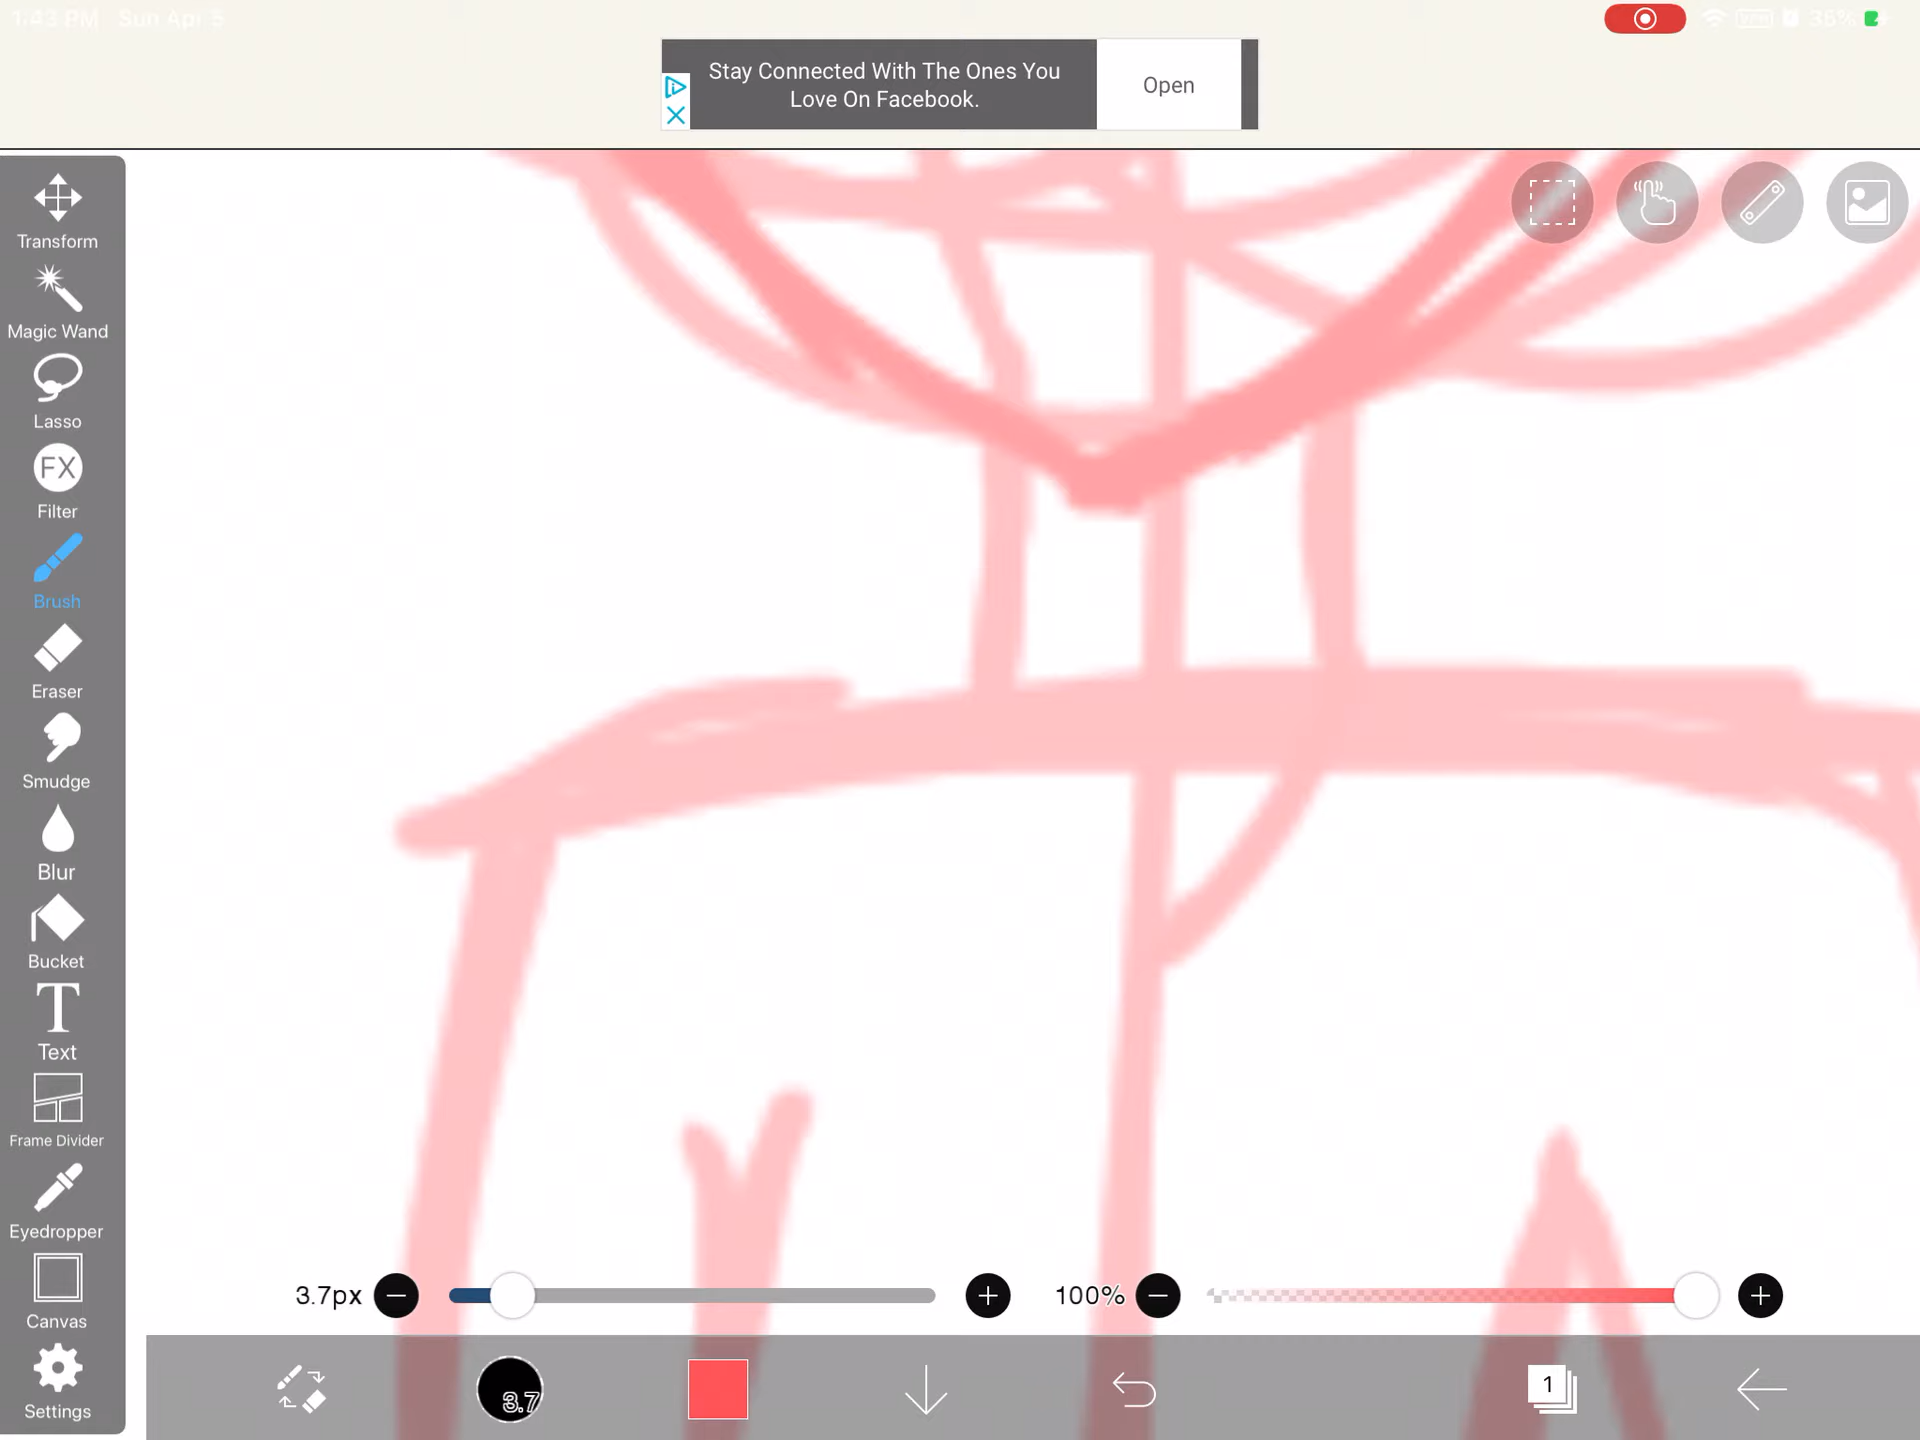 1:43 PM Sun Apr 5
VPN 35%
Stay Connected With The Ones You
Love On Facebook.
Open
Transform
Magic Wand
Lasso
FX
Filter
Brush
Eraser
Smudge
Blur
Bucket
T
Text
Frame Divider
Eyedropper
Canvas
Settings
3.7px
100%
3.7
1